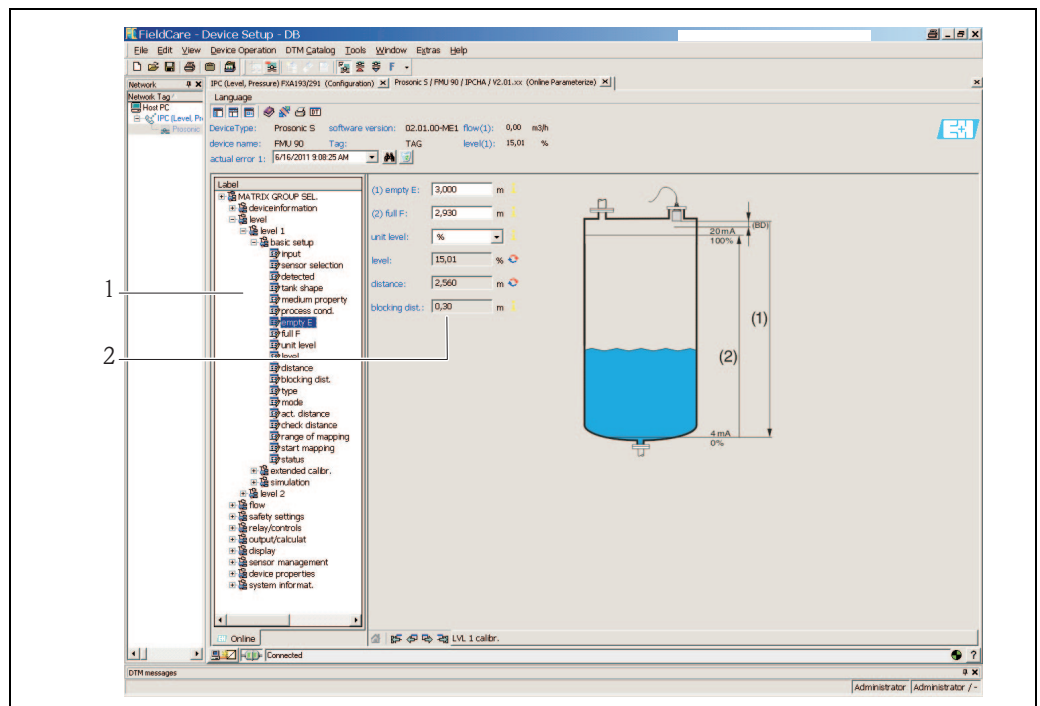 FieldCare - Device Setup - DB
File Edit View Device Operation DTM Catalog Tools Window Extras Help
Network
IPC (Level, Pressure) FXA193/291 (Configuration) Prosonic S / FMU 90 / IPCHA / V2.01.xx (Online Parameterize)
Network Tag
Host PC
IPC (Level, Pr
Prosonic
Language
DeviceType: Prosonic S software version: 02.01.00-ME1 flow(1): 0,00 m3/h
device name: FMU 90 Tag: TAG level(1): 15,01 %
actual error 1: 6/16/2011 9:08:25 AM
E+H
Label
MATRIX GROUP SEL.
deviceinformation
level
level 1
basic setup
input
sensor selection
detected
tank shape
medium property
process cond.
empty E
full F
unit level
level
distance
blocking dist.
type
mode
act. distance
check distance
range of mapping
start mapping
status
extended calibr.
simulation
level 2
flow
safety settings
relay/controls
output/calculat
display
sensor management
device properties
system informat.
(1) empty E: 3,000 m
(2) full F: 2,930 m
unit level: %
level: 15,01 %
distance: 2,560 m
blocking dist.: 0,30 m
(BD)
20 mA
100%
(1)
(2)
4 mA
0%
1
2
Online
LVL 1 calibr.
Connected
DTM messages
Administrator Administrator / -